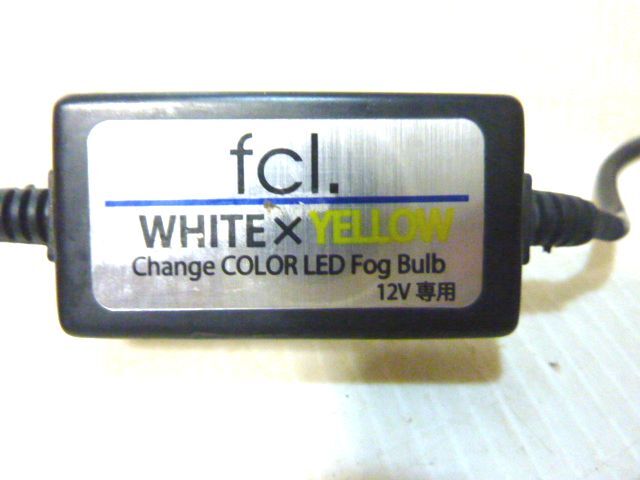 fcl.
WHITE×YELLOW
Change COLOR LED Fog Bulb
12V 専用